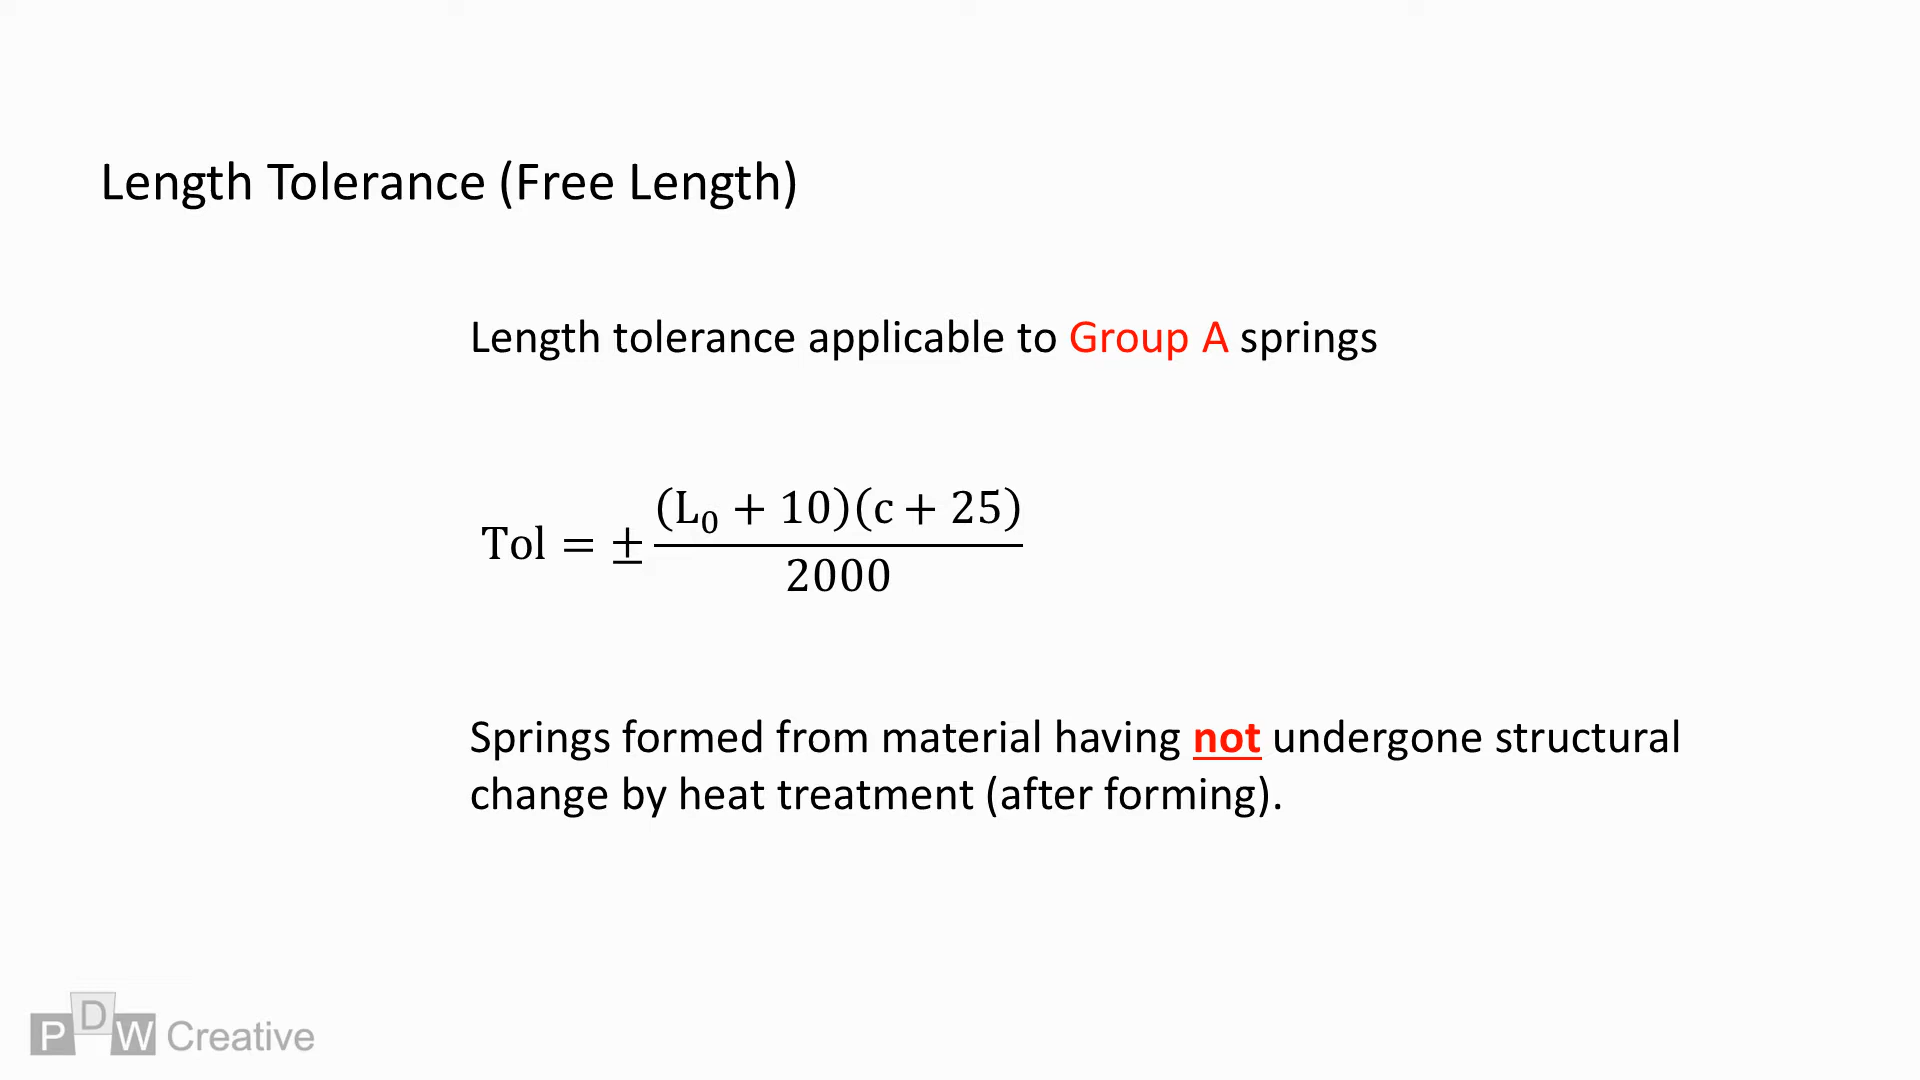 Length Tolerance (Free Length)
Length tolerance applicable to Group A springs
Tol = ± (L₀ + 10)(c + 25) / 2000
Springs formed from material having not undergone structural
change by heat treatment (after forming).
PDW Creative